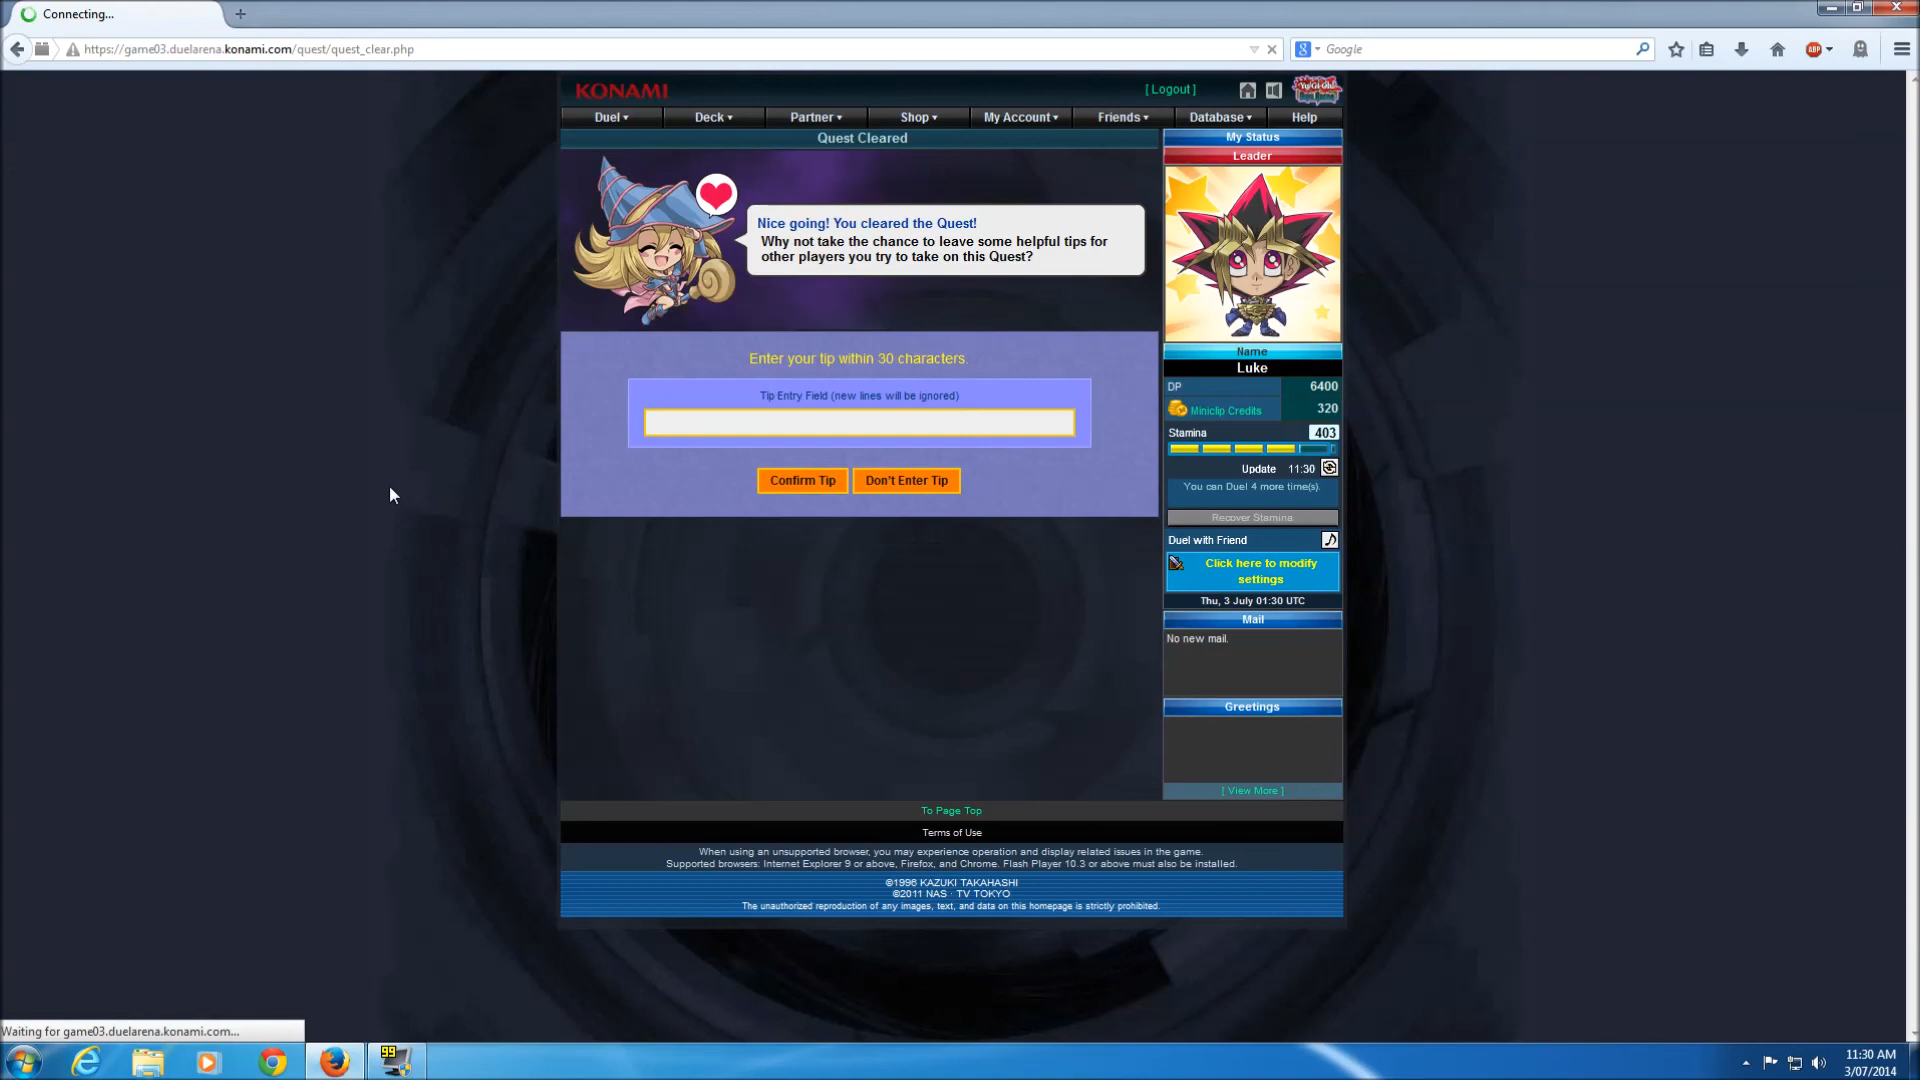 Connecting...
https://game03.duelarena.konami.com/quest/quest_clear.php
Google
ABP
KONAMI
[ Logout ]
Yu-Gi-Oh!
Duel
Deck
Partner
Shop
My Account
Friends
Database
Help
Quest Cleared
Nice going! You cleared the Quest!
Why not take the chance to leave some helpful tips for
other players you try to take on this Quest?
Enter your tip within 30 characters.
Tip Entry Field (new lines will be ignored)
Confirm Tip
Don't Enter Tip
My Status
Leader
Name
Luke
DP 6400
Miniclip Credits 320
Stamina 403
Update 11:30
You can Duel 4 more time(s).
Recover Stamina
Duel with Friend
Click here to modify
settings
Thu, 3 July 01:30 UTC
Mail
No new mail.
Greetings
[ View More ]
To Page Top
Terms of Use
When using an unsupported browser, you may experience operation and display related issues in the game.
Supported browsers: Internet Explorer 9 or above, Firefox, and Chrome. Flash Player 10.3 or above must also be installed.
©1996 KAZUKI TAKAHASHI
©2011 NAS · TV TOKYO
The unauthorized reproduction of any images, text, and data on this homepage is strictly prohibited.
Waiting for game03.duelarena.konami.com...
99
11:30 AM
3/07/2014